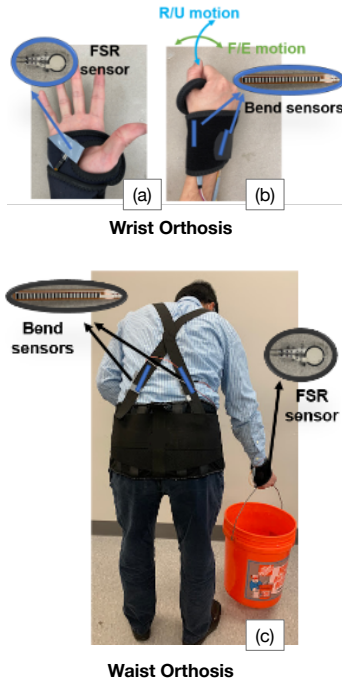 R/U motion
FSR
sensor
F/E motion
Bend sensors
(a)
(b)
Wrist Orthosis
Bend
sensors
FSR
sensor
(c)
Waist Orthosis